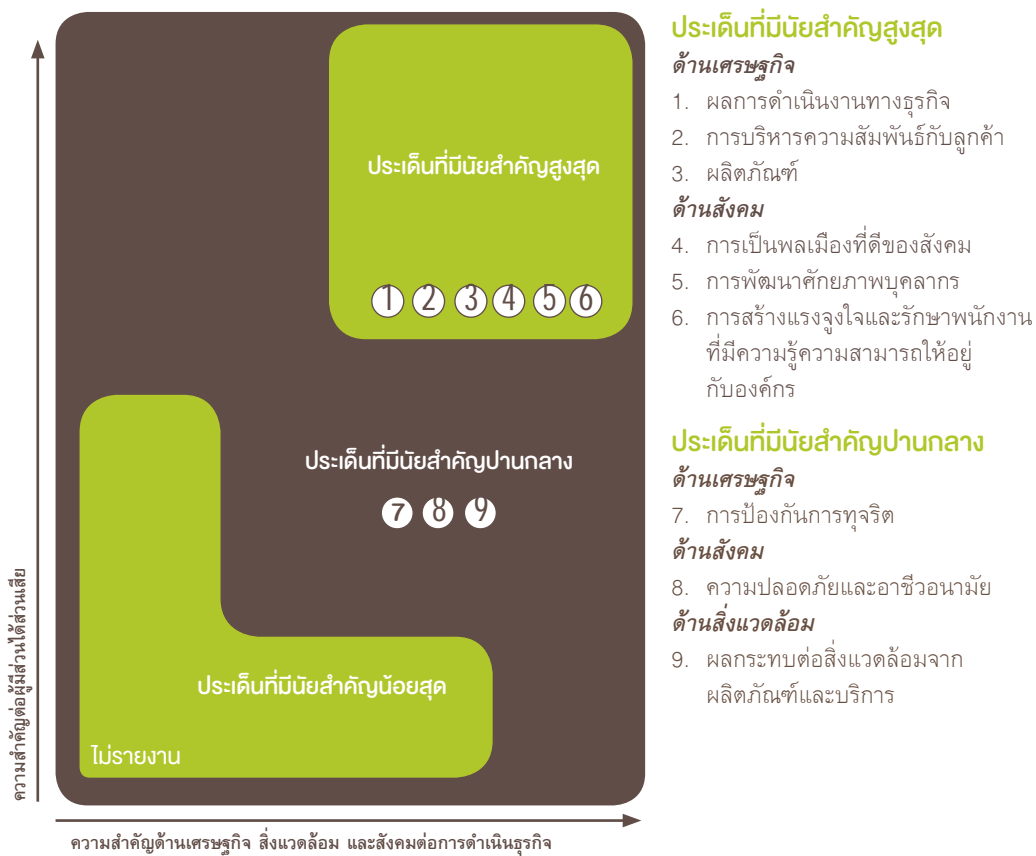 ความสำคัญต่อผู้มีส่วนได้ส่วนเสีย
ประเด็นที่มีนัยสำคัญสูงสุด
1 2 3 4 5 6
ประเด็นที่มีนัยสำคัญปานกลาง
7 8 9
ประเด็นที่มีนัยสำคัญน้อยสุด
ไม่รายงาน
ความสำคัญด้านเศรษฐกิจ สิ่งแวดล้อม และสังคมต่อการดำเนินธุรกิจ
ประเด็นที่มีนัยสำคัญสูงสุด
ด้านเศรษฐกิจ
1. ผลการดำเนินงานทางธุรกิจ
2. การบริหารความสัมพันธ์กับลูกค้า
3. ผลิตภัณฑ์
ด้านสังคม
4. การเป็นพลเมืองที่ดีของสังคม
5. การพัฒนาศักยภาพบุคลากร
6. การสร้างแรงจูงใจและรักษาพนักงาน
ที่มีความรู้ความสามารถให้อยู่
กับองค์กร
ประเด็นที่มีนัยสำคัญปานกลาง
ด้านเศรษฐกิจ
7. การป้องกันการทุจริต
ด้านสังคม
8. ความปลอดภัยและอาชีวอนามัย
ด้านสิ่งแวดล้อม
9. ผลกระทบต่อสิ่งแวดล้อมจาก
ผลิตภัณฑ์และบริการ